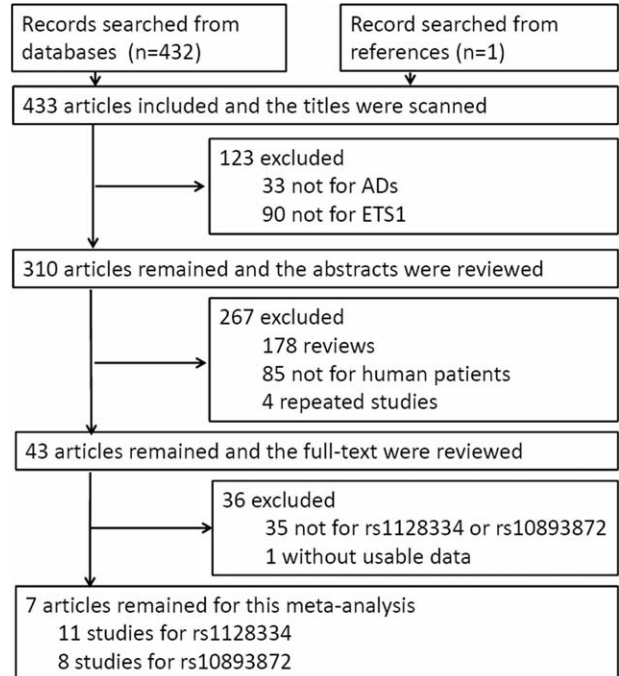 Records searched from
databases (n=432)
Record searched from
references (n=1)
433 articles included and the titles were scanned
123 excluded
33 not for ADs
90 not for ETS1
310 articles remained and the abstracts were reviewed
267 excluded
178 reviews
85 not for human patients
4 repeated studies
43 articles remained and the full-text were reviewed
36 excluded
35 not for rs1128334 or rs10893872
1 without usable data
7 articles remained for this meta-analysis
11 studies for rs1128334
8 studies for rs10893872